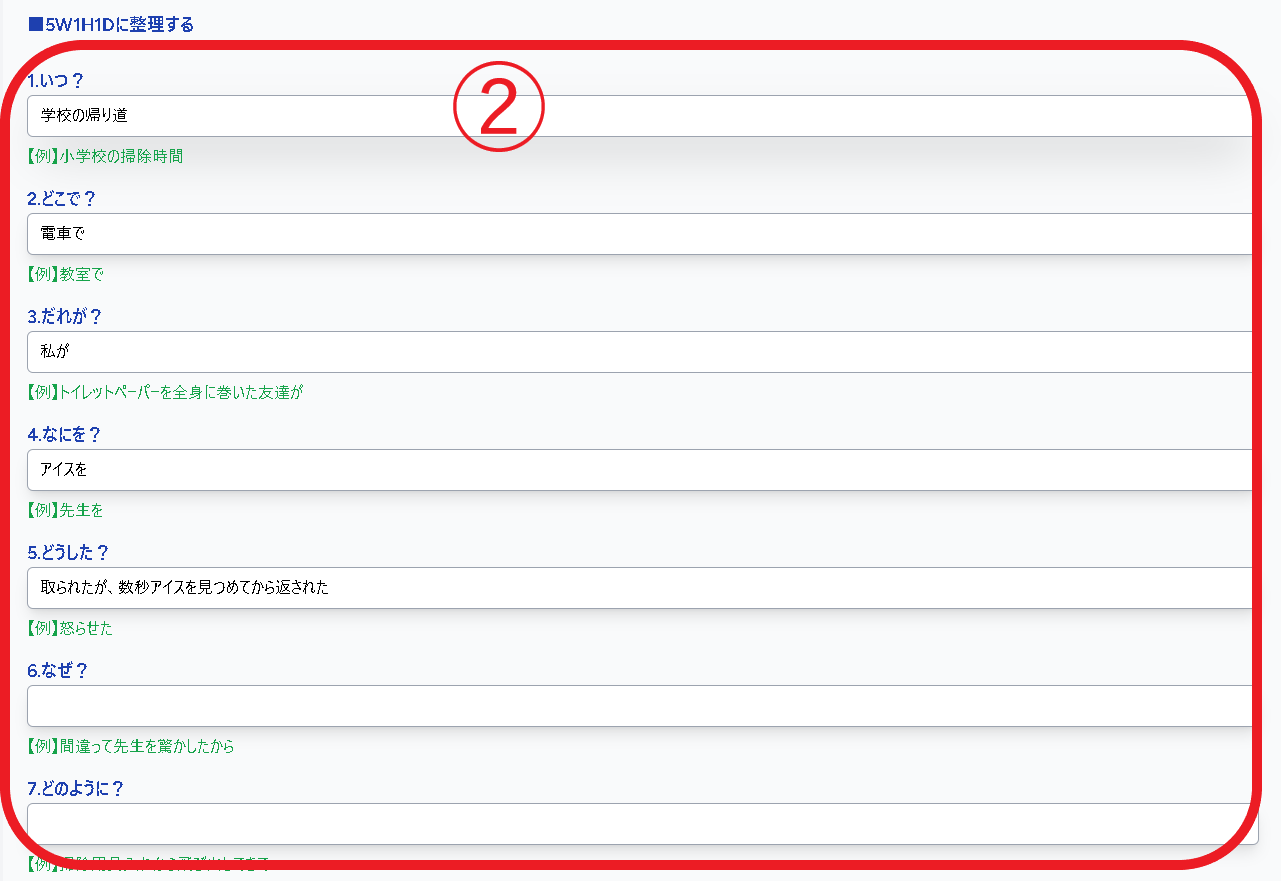 ■5W1H1Dに整理する
1.いつ？
②
学校の帰り道
【例】小学校の掃除時間
2.どこで？
電車で
【例】教室で
3.だれが？
私が
【例】トイレットペーパーを全身に巻いた友達が
4.なにを？
アイスを
【例】先生を
5.どうした？
取られたが、数秒アイスを見つめてから返された
【例】怒らせた
6.なぜ？
【例】間違って先生を驚かしたから
7.どのように？
【例】